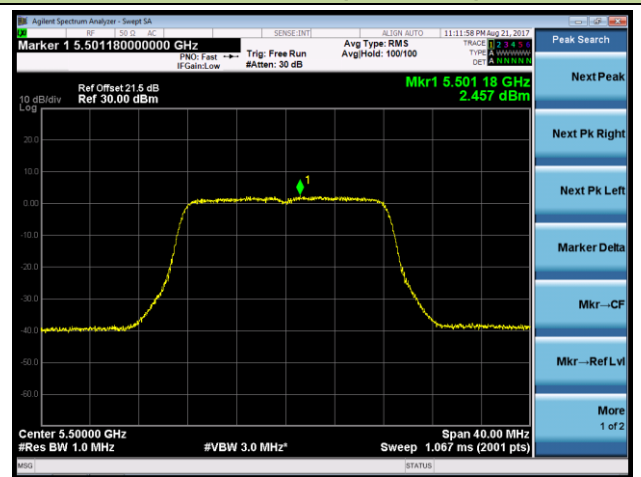 Agilent Spectrum Analyzer - Swept SA
RF 50 Ω AC SENSE:INT ALIGN AUTO 11:11:58 PM Aug 21, 2017
Marker 1 5.501180000000 GHz
PNO: Fast
IFGain:Low
Trig: Free Run
#Atten: 30 dB
Avg Type: RMS
Avg|Hold: 100/100
TRACE 1 2 3 4 5 6
TYPE A WWWWW
DET A N N N N N
Peak Search
Ref Offset 21.5 dB
Ref 30.00 dBm
10 dB/div
Log
Mkr1 5.501 18 GHz
2.457 dBm
20.0
10.0
0.00
-10.0
-20.0
-30.0
-40.0
-50.0
-60.0
1
Next Peak
Next Pk Right
Next Pk Left
Marker Delta
Mkr→CF
Mkr→Ref Lvl
More
1 of 2
Center 5.50000 GHz Span 40.00 MHz
#Res BW 1.0 MHz #VBW 3.0 MHz* Sweep 1.067 ms (2001 pts)
MSG STATUS